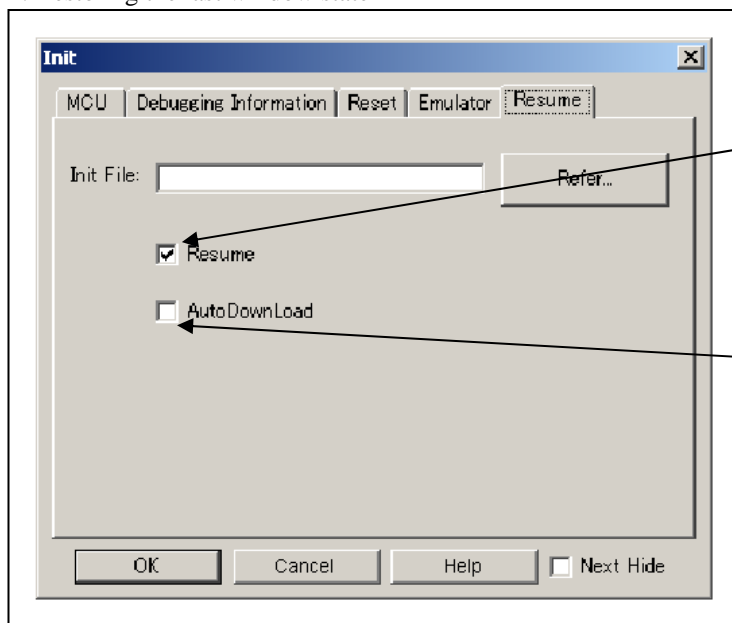 Init
MCU Debugging Information Reset Emulator Resume
Init File: Refer...
Resume
AutoDownLoad
OK Cancel Help Next Hide